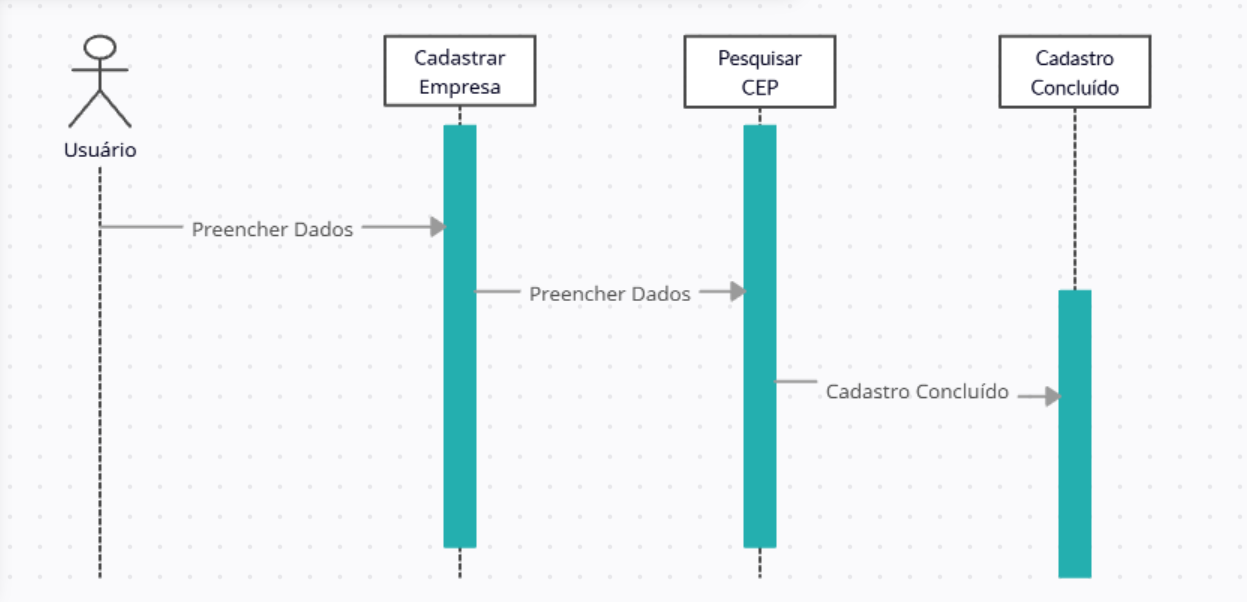 Cadastrar
Empresa
Pesquisar
CEP
Cadastro
Concluído
Usuário
Preencher Dados
Preencher Dados
Cadastro Concluído